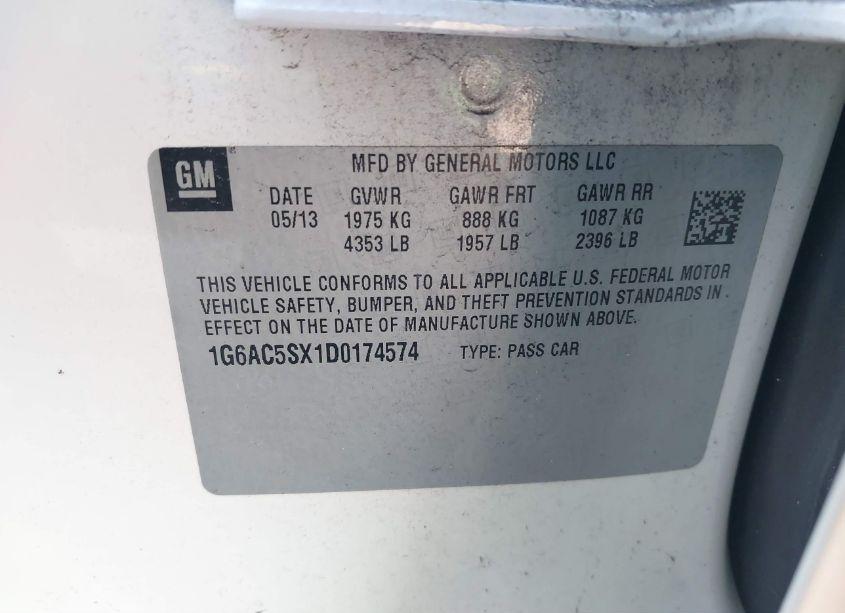 GM
MFD BY GENERAL MOTORS LLC
DATE GVWR GAWR FRT GAWR RR
05/13 1975 KG 888 KG 1087 KG
4353 LB 1957 LB 2396 LB
THIS VEHICLE CONFORMS TO ALL APPLICABLE U.S. FEDERAL MOTOR
VEHICLE SAFETY, BUMPER, AND THEFT PREVENTION STANDARDS IN
EFFECT ON THE DATE OF MANUFACTURE SHOWN ABOVE.
1G6AC5SX1D0174574 TYPE: PASS CAR